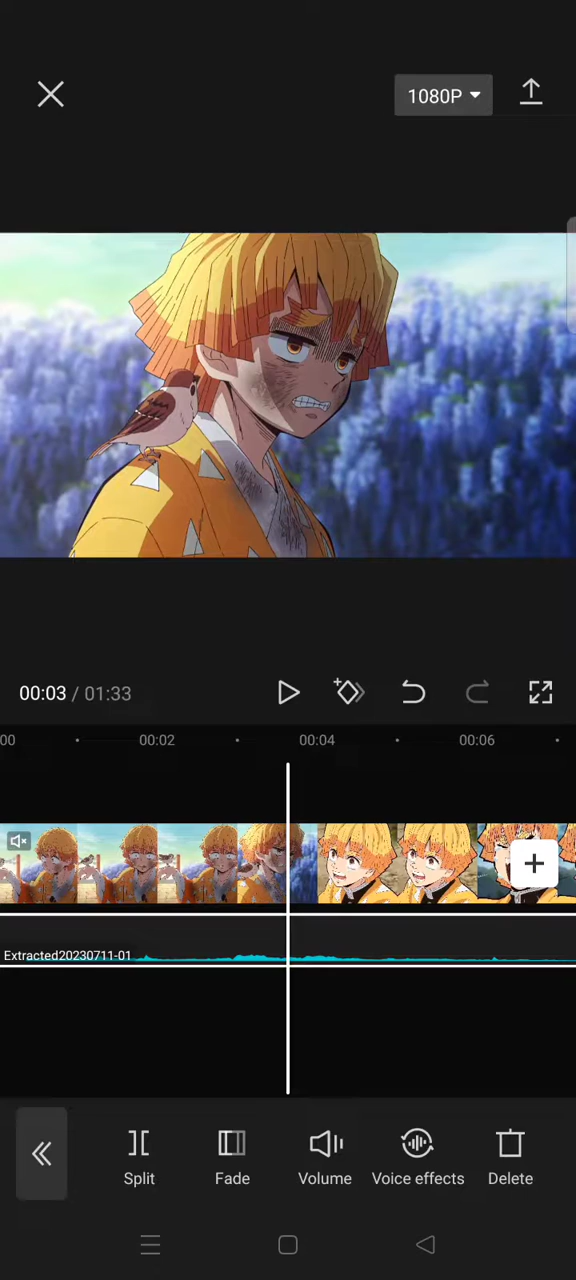 1080P
00:03 / 01:33
00 00:02 00:04 00:06
Extracted20230711-01
Split Fade Volume Voice effects Delete